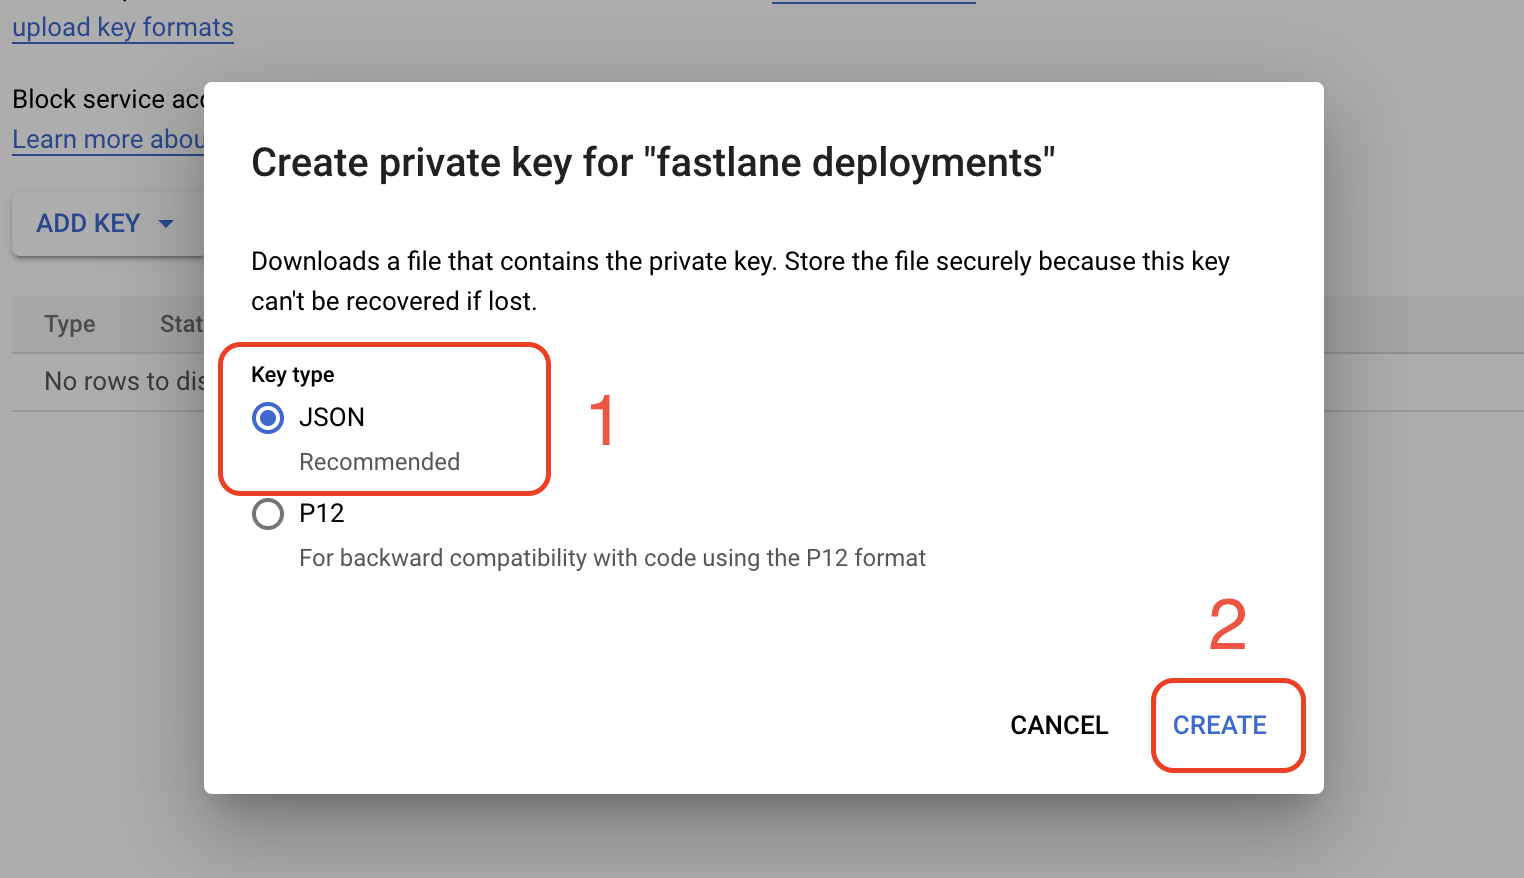 upload key formats
Block service acc
Learn more abou
ADD KEY
Type Stat
No rows to dis
Create private key for "fastlane deployments"
Downloads a file that contains the private key. Store the file securely because this key
can't be recovered if lost.
Key type
JSON
Recommended
1
P12
For backward compatibility with code using the P12 format
2
CANCEL CREATE